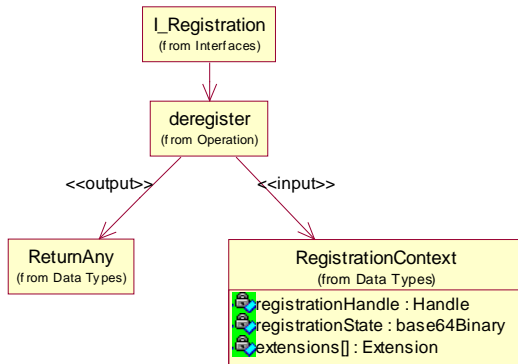 I_Registration
(from Interfaces)
deregister
(from Operation)
<<output>>
<<input>>
ReturnAny
(from Data Types)
RegistrationContext
(from Data Types)
registrationHandle : Handle
registrationState : base64Binary
extensions[] : Extension